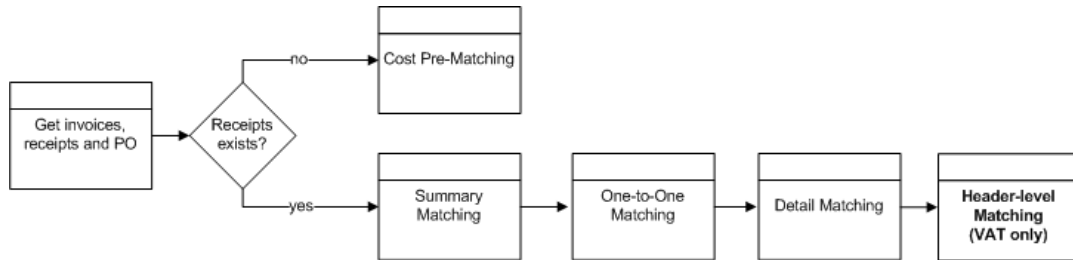 Get invoices,
receipts and PO
Receipts
exists?
no
Cost Pre-Matching
yes
Summary
Matching
One-to-One
Matching
Detail Matching
Header-level
Matching
(VAT only)